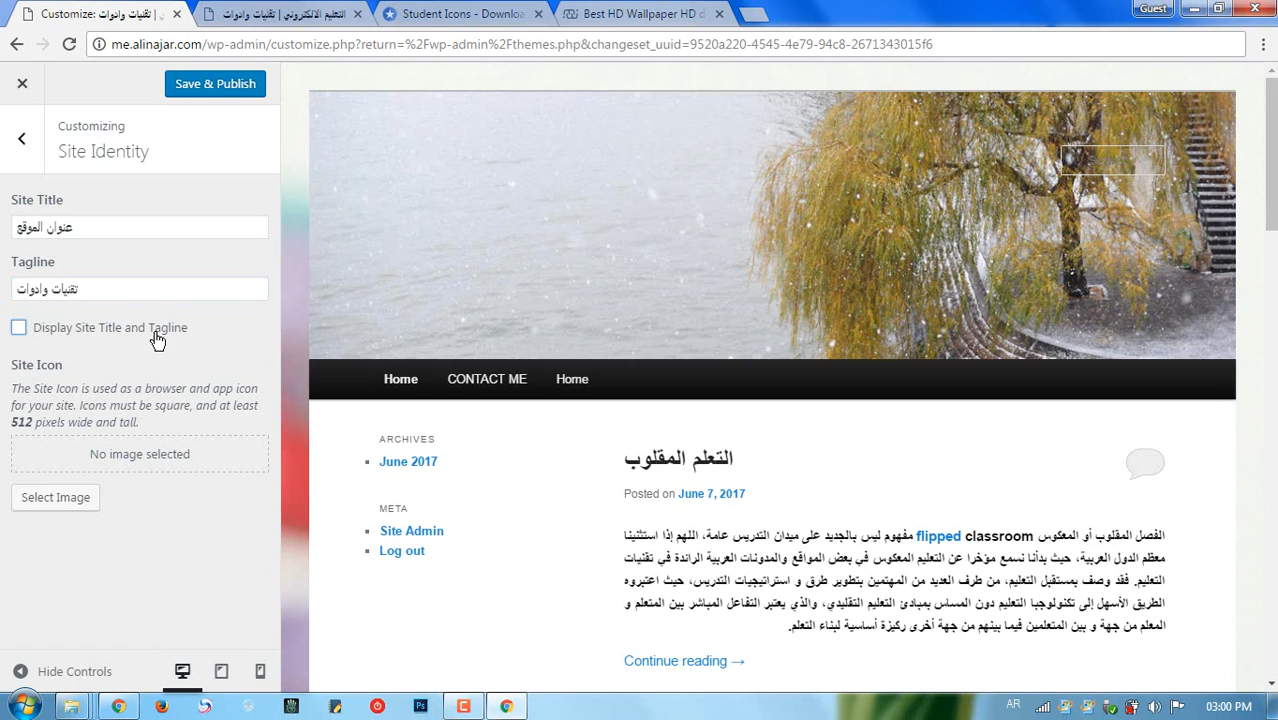 Customize: تقنيات وادوات |
التعليم الالكتروني | تقنيات وادوات
Student Icons - Downloa
Best HD Wallpaper HD d
Guest
me.alinajar.com/wp-admin/customize.php?return=%2Fwp-admin%2Fthemes.php&changeset_uuid=9520a220-4545-4e79-94c8-2671343015f6
Save & Publish
Customizing
Site Identity
Site Title
عنوان الموقع
Tagline
تقنيات وادوات
Display Site Title and Tagline
Site Icon
The Site Icon is used as a browser and app icon
for your site. Icons must be square, and at least
512 pixels wide and tall.
No image selected
Select Image
Hide Controls
Home
CONTACT ME
Home
ARCHIVES
June 2017
META
Site Admin
Log out
التعلم المقلوب
Posted on June 7, 2017
الفصل المقلوب أو المعكوس flipped classroom مفهوم ليس بالجديد على ميدان التدريس عامة، اللهم إذا استثنينا
معظم الدول العربية، حيث بدأنا نسمع مؤخرا عن التعليم المعكوس في بعض المواقع والمدونات العربية الرائدة في تقنيات
التعليم. فقد وصف بمستقبل التعليم، من طرف العديد من المهتمين بتطوير طرق و استراتيجيات التدريس، حيث اعتبروه
الطريق الأسهل إلى تكنولوجيا التعليم دون المساس بمبادئ التعليم التقليدي، والذي يعتبر التفاعل المباشر بين المتعلم و
المعلم من جهة و بين المتعلمين فيما بينهم من جهة أخرى ركيزة أساسية لبناء التعلم.
Continue reading →
Ps
AR
03:00 PM